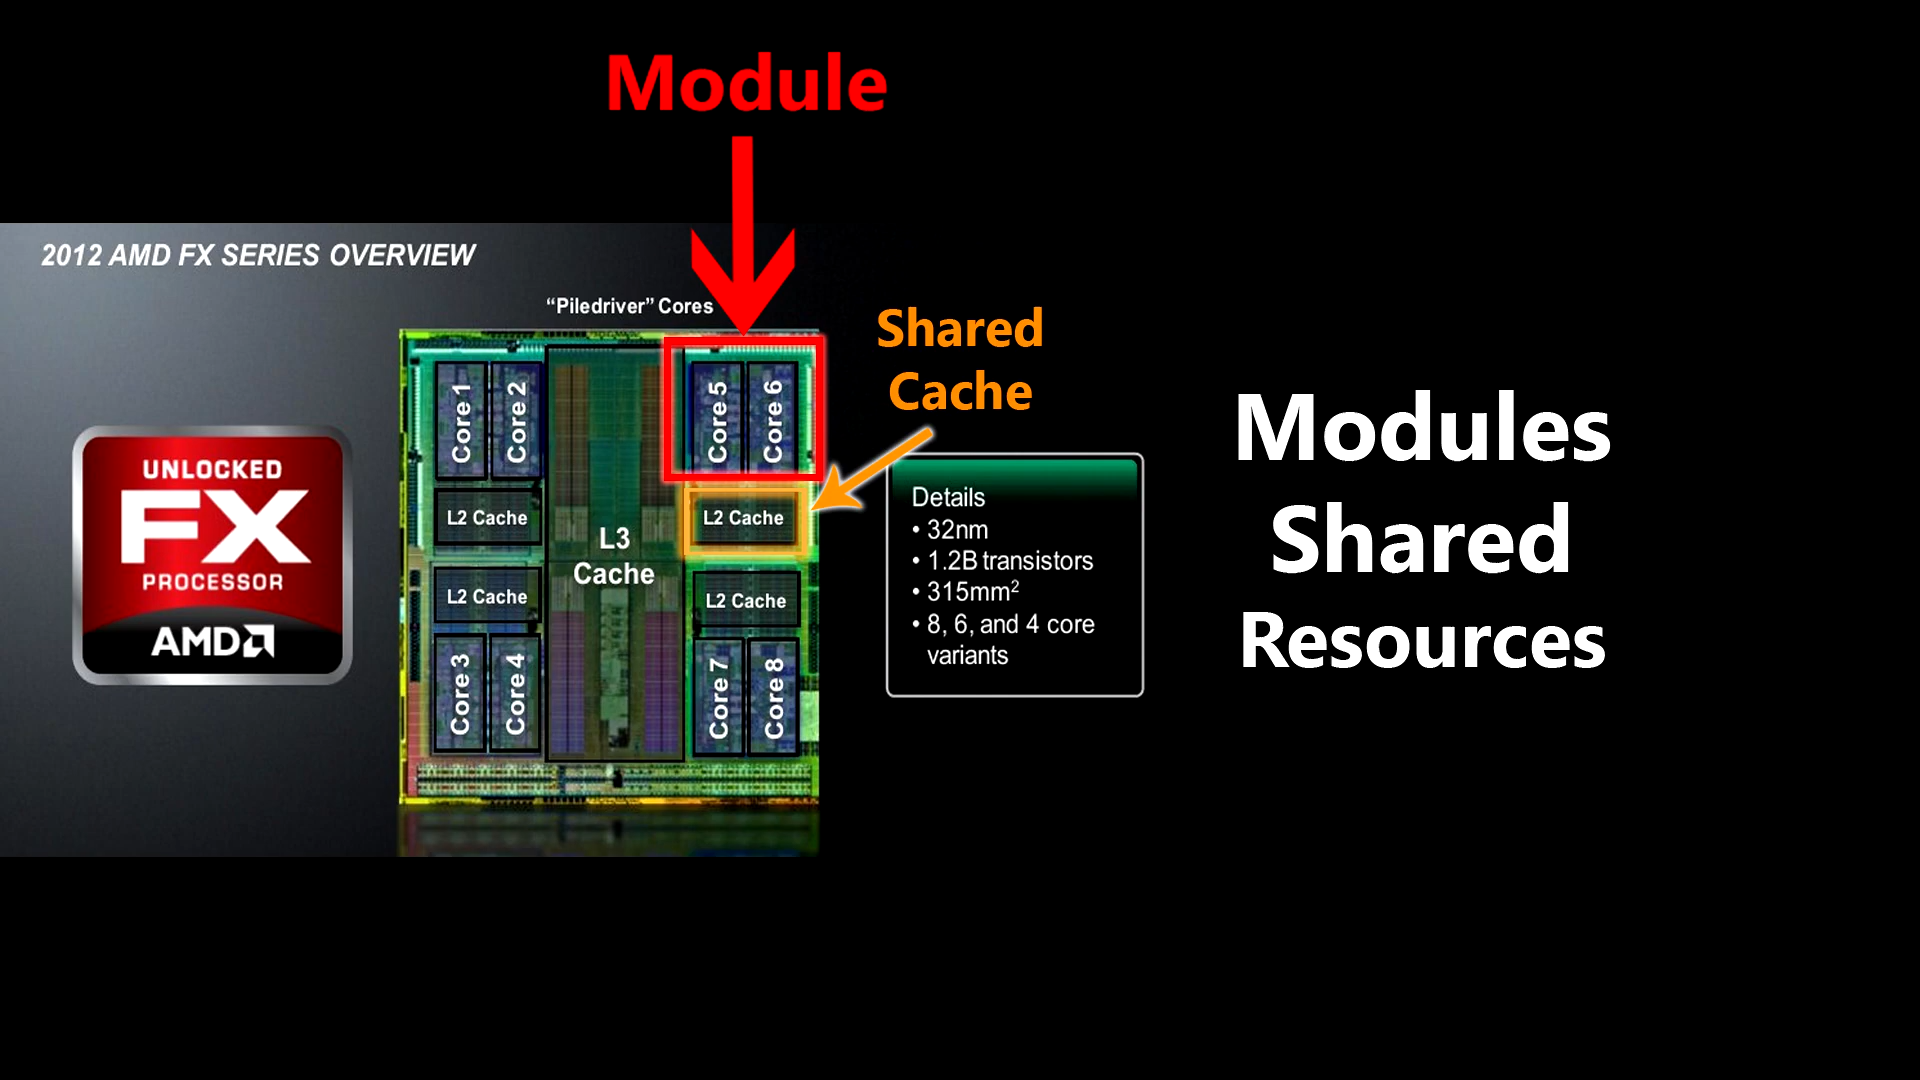 Module
2012 AMD FX SERIES OVERVIEW
“Piledriver” Cores
Shared
Cache
Core 1
Core 2
Core 5
Core 6
L2 Cache
L2 Cache
L3
Cache
L2 Cache
L2 Cache
Core 3
Core 4
Core 7
Core 8
UNLOCKED
FX
PROCESSOR
AMD
Details
• 32nm
• 1.2B transistors
• 315mm²
• 8, 6, and 4 core
variants
Modules
Shared
Resources